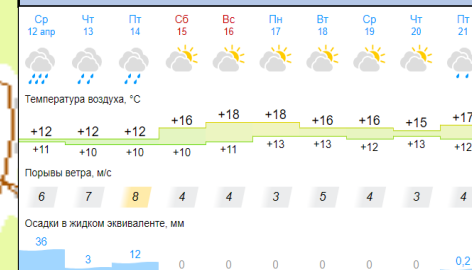 Ср Чт Пт Сб Вс Пн Вт Ср Чт Пт
12 апр 13 14 15 16 17 18 19 20 21
Температура воздуха, °C
+12 +12 +12 +16 +18 +18 +16 +16 +15 +17
+11 +10 +10 +10 +11 +13 +13 +12 +13 +12
Порывы ветра, м/с
6 7 8 4 4 3 5 4 3 4
Осадки в жидком эквиваленте, мм
36 3 12 0 0 0 0 0 0 0,2